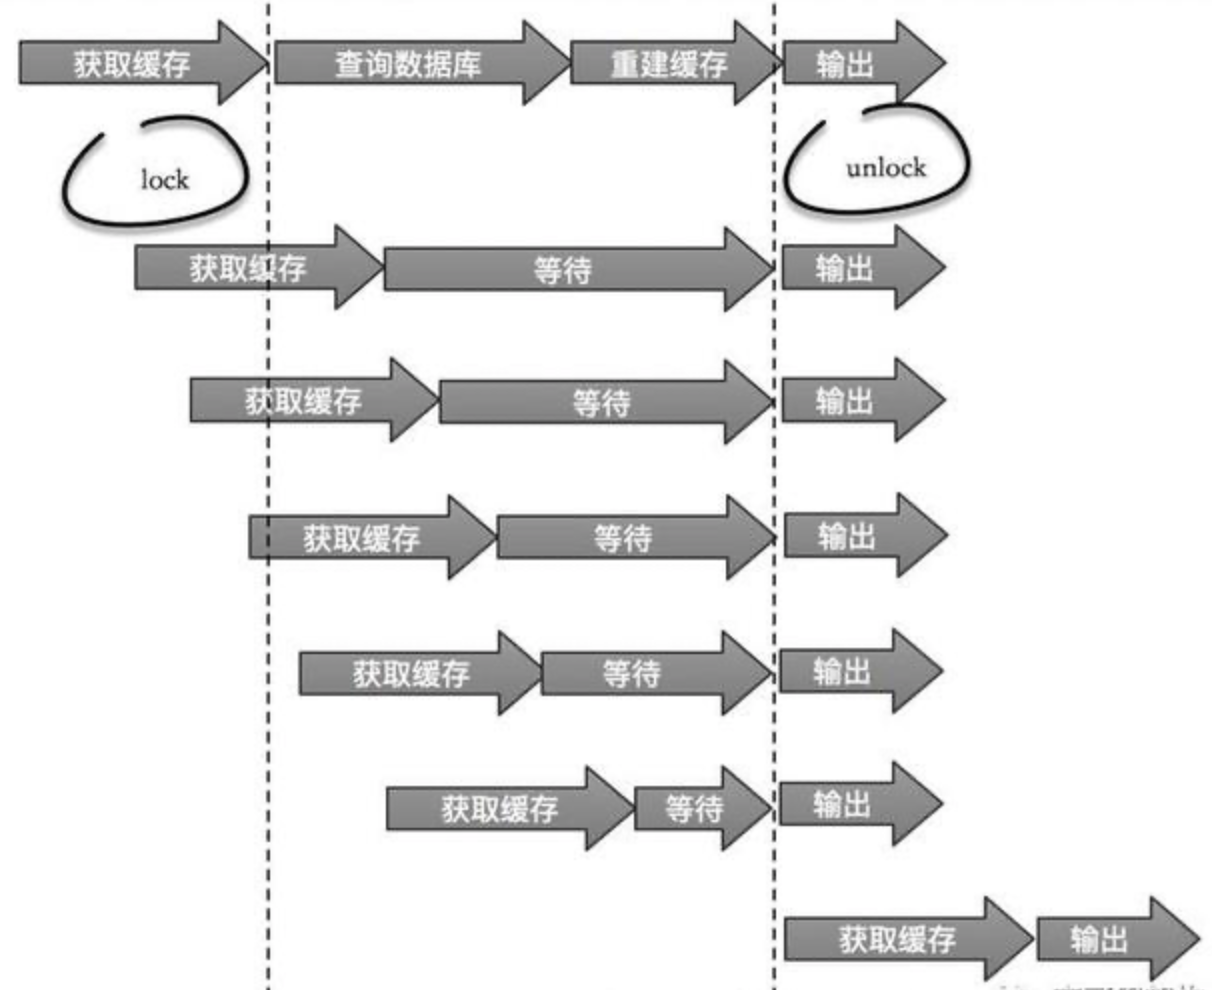 获取缓存 查询数据库 重建缓存 输出
lock unlock
获取缓存 等待 输出
获取缓存 等待 输出
获取缓存 等待 输出
获取缓存 等待 输出
获取缓存 等待 输出
获取缓存 输出